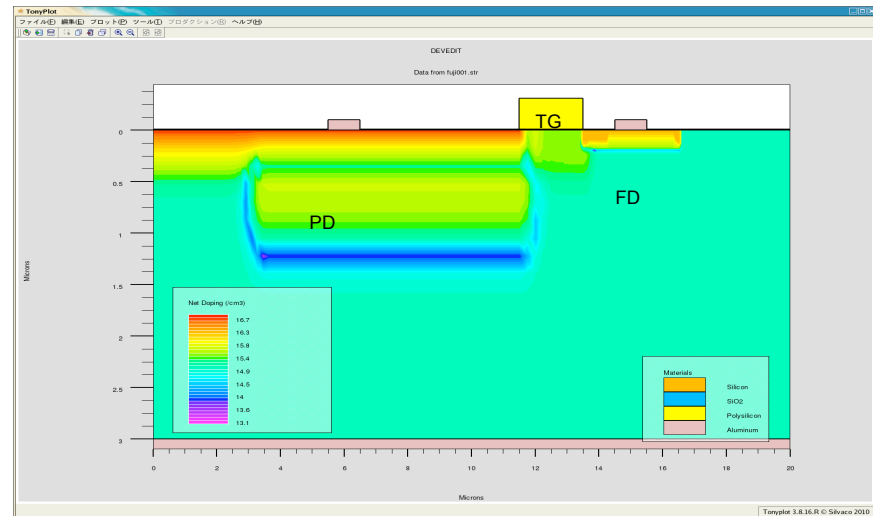 TonyPlot
ファイル(F) 編集(E) プロット(P) ツール(T) プロダクション(R) ヘルプ(H)
DEVEDIT
Data from fuji001.str
TG
FD
PD
0
0.5
1
1.5
2
2.5
3
Microns
Net Doping (/cm3)
16.7
16.3
15.8
15.4
14.9
14.5
14
13.6
13.1
Materials
Silicon
SiO2
Polysilicon
Aluminum
0 2 4 6 8 10 12 14 16 18 20
Microns
Tonyplot 3.8.16.R © Silvaco 2010